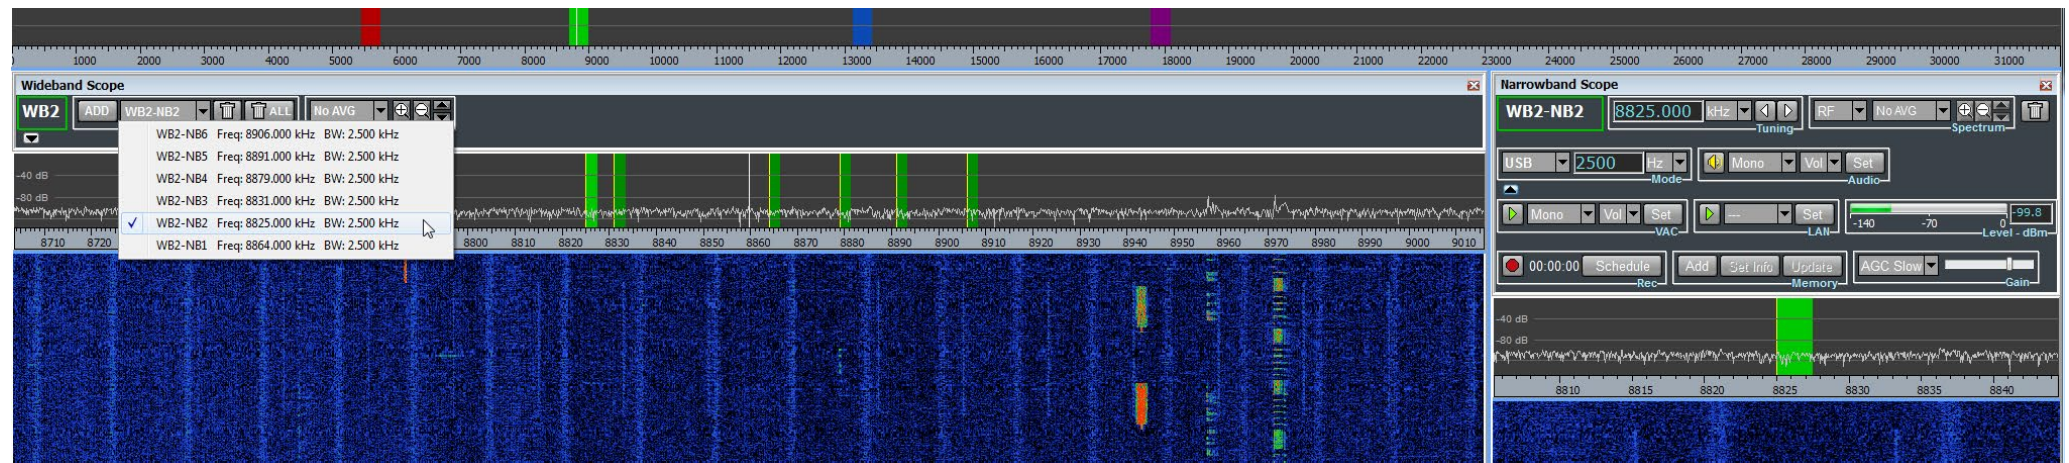 1000 2000 3000 4000 5000 6000 7000 8000 9000 10000 11000 12000 13000 14000 15000 16000 17000 18000 19000 20000 21000 22000 23000 24000 25000 26000 27000 28000 29000 30000 31000
Wideband Scope
WB2 ADD WB2-NB2 ALL No AVG
WB2-NB6 Freq: 8906.000 kHz BW: 2.500 kHz
WB2-NB5 Freq: 8891.000 kHz BW: 2.500 kHz
WB2-NB4 Freq: 8879.000 kHz BW: 2.500 kHz
WB2-NB3 Freq: 8831.000 kHz BW: 2.500 kHz
WB2-NB2 Freq: 8825.000 kHz BW: 2.500 kHz
WB2-NB1 Freq: 8864.000 kHz BW: 2.500 kHz
-40 dB
-80 dB
8710 8720 8800 8810 8820 8830 8840 8850 8860 8870 8880 8890 8900 8910 8920 8930 8940 8950 8960 8970 8980 8990 9000 9010
Narrowband Scope
WB2-NB2 8825.000 kHz RF No AVG
Tuning Spectrum
USB 2500 Hz Mono Vol Set
Mode Audio
Mono Vol Set --- Set -140 -70 0 -99.8
VAC LAN Level - dBm
00:00:00 Schedule Add Set Info Update AGC Slow
Rec Memory Gain
-40 dB
-80 dB
8810 8815 8820 8825 8830 8835 8840